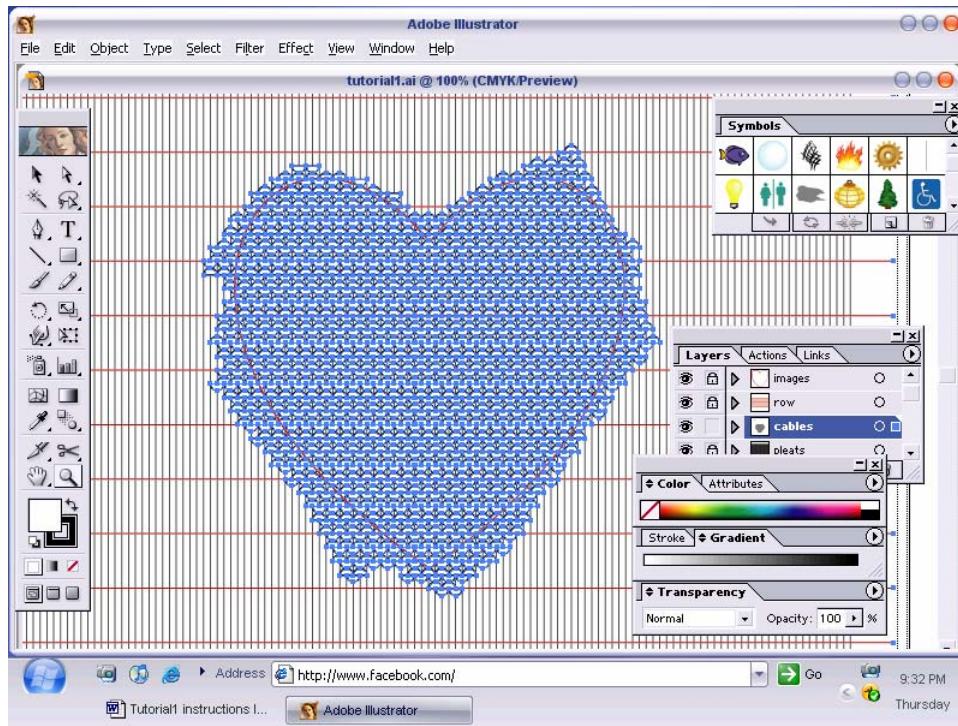 Adobe Illustrator
File Edit Object Type Select Filter Effect View Window Help
tutorial1.ai @ 100% (CMYK/Preview)
Symbols
T
Layers Actions Links
images
row
cables
pleats
Color Attributes
Stroke Gradient
Transparency
Normal Opacity: 100 %
Address http://www.facebook.com/ Go
9:32 PM
Tutorial1 instructions I... Adobe Illustrator Thursday